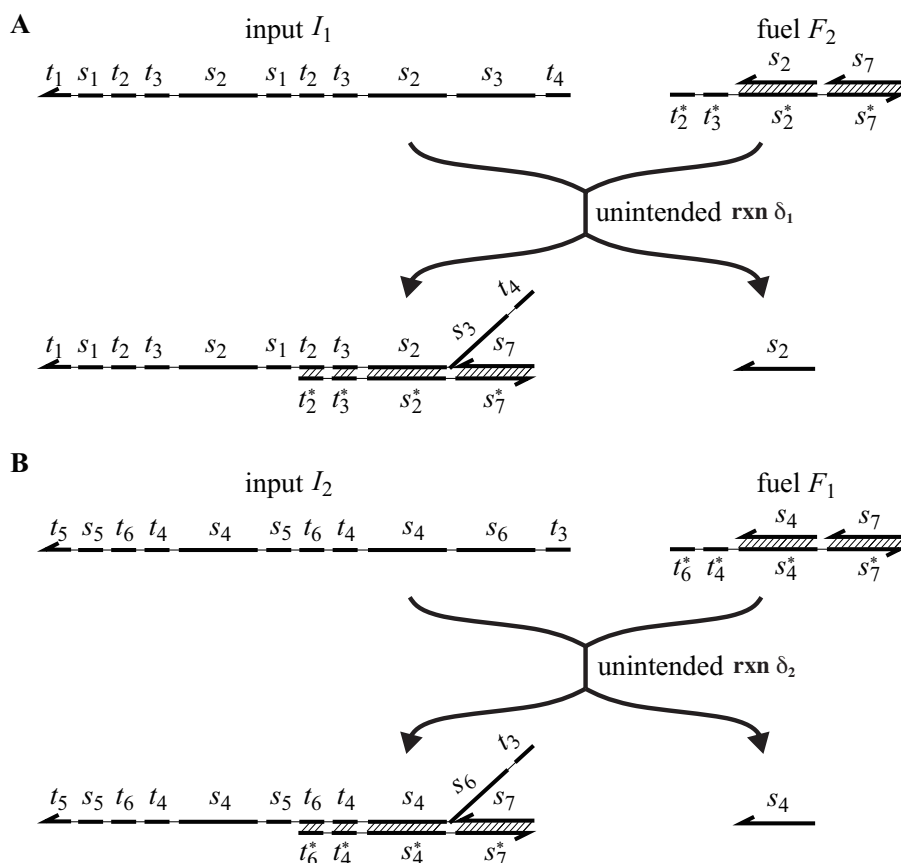 A
input I₁ fuel F₂
s₂ s₇
t₁ s₁ t₂ t₃ s₂ s₁ t₂ t₃ s₂ s₃ t₄
t₂* t₃* s₂* s₇*
unintended rxn δ₁
t₄
s₃
t₁ s₁ t₂ t₃ s₂ s₁ t₂ t₃ s₂ s₇ s₂
t₂* t₃* s₂* s₇*
B
input I₂ fuel F₁
s₄ s₇
t₅ s₅ t₆ t₄ s₄ s₅ t₆ t₄ s₄ s₆ t₃
t₆* t₄* s₄* s₇*
unintended rxn δ₂
t₃
s₆
t₅ s₅ t₆ t₄ s₄ s₅ t₆ t₄ s₄ s₇ s₄
t₆* t₄* s₄* s₇*